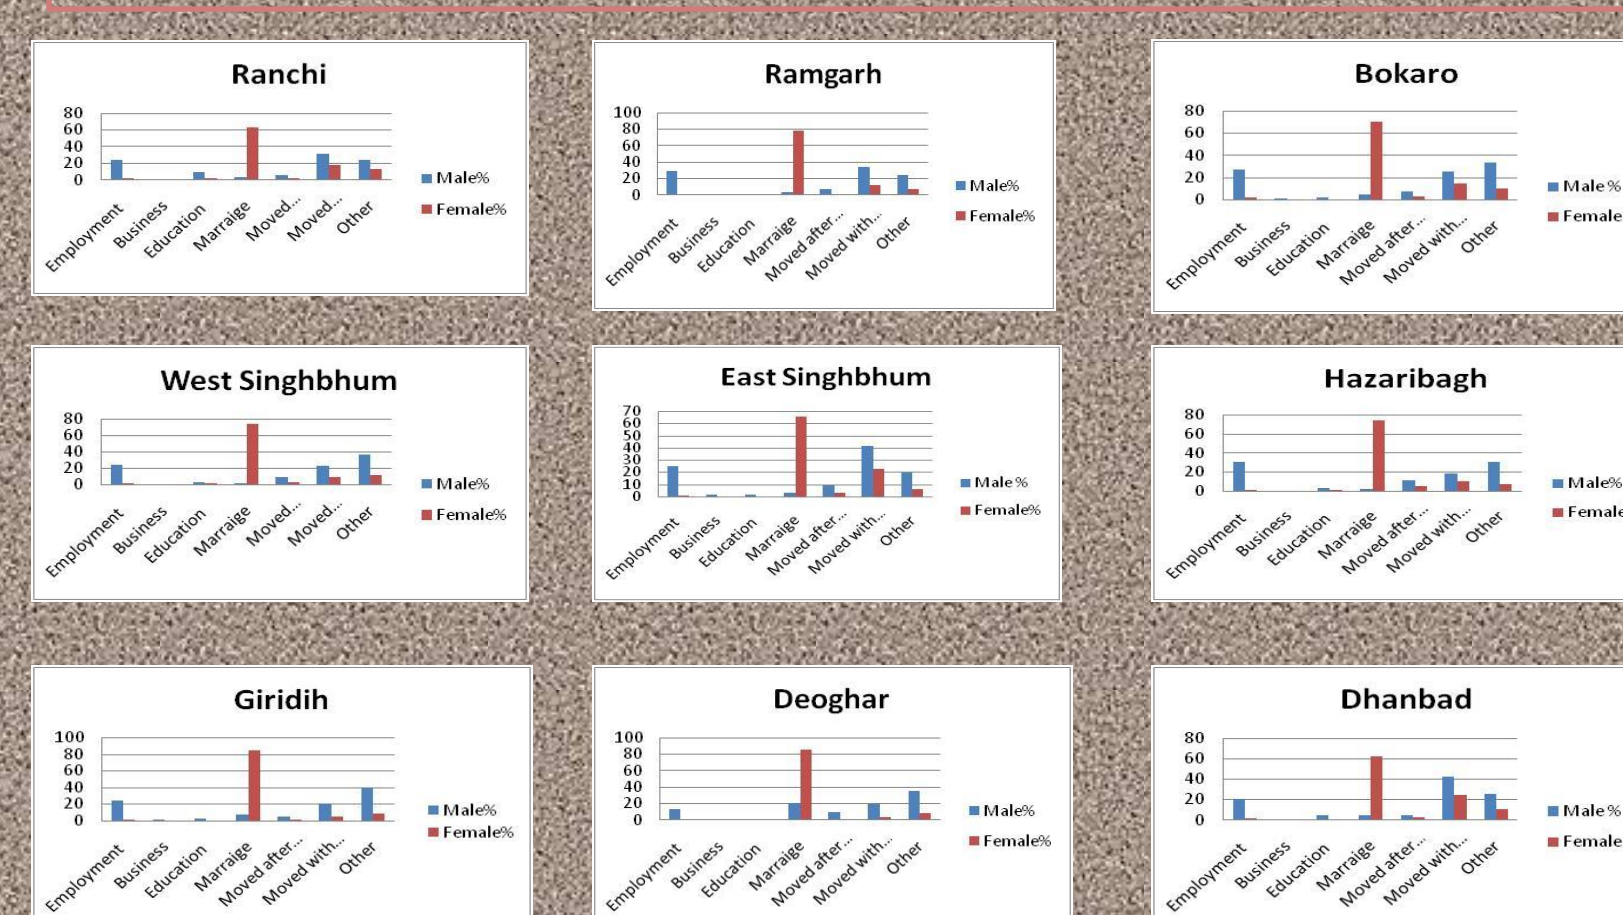 Ranchi
80
60
40
20
0
Employment
Business
Education
Marraige
Moved...
Moved...
Other
Male%
Female%
Ramgarh
100
80
60
40
20
0
Employment
Business
Education
Marraige
Moved after...
Moved with...
Other
Male%
Female%
Bokaro
80
60
40
20
0
Employment
Business
Education
Marraige
Moved after...
Moved with...
Other
Male %
Female
West Singhbhum
80
60
40
20
0
Employment
Business
Education
Marraige
Moved...
Moved...
Other
Male%
Female%
East Singhbhum
70
60
50
40
30
20
10
0
Employment
Business
Education
Marraige
Moved after...
Moved with...
Other
Male %
Female%
Hazaribagh
80
60
40
20
0
Employment
Business
Education
Marraige
Moved after...
Moved with...
Other
Male%
Female
Giridih
100
80
60
40
20
0
Employment
Business
Education
Marraige
Moved after...
Moved with...
Other
Male%
Female%
Deoghar
100
80
60
40
20
0
Employment
Business
Education
Marraige
Moved after...
Moved with...
Other
Male%
Female%
Dhanbad
80
60
40
20
0
Employment
Business
Education
Marraige
Moved after...
Moved with...
Other
Male %
Female